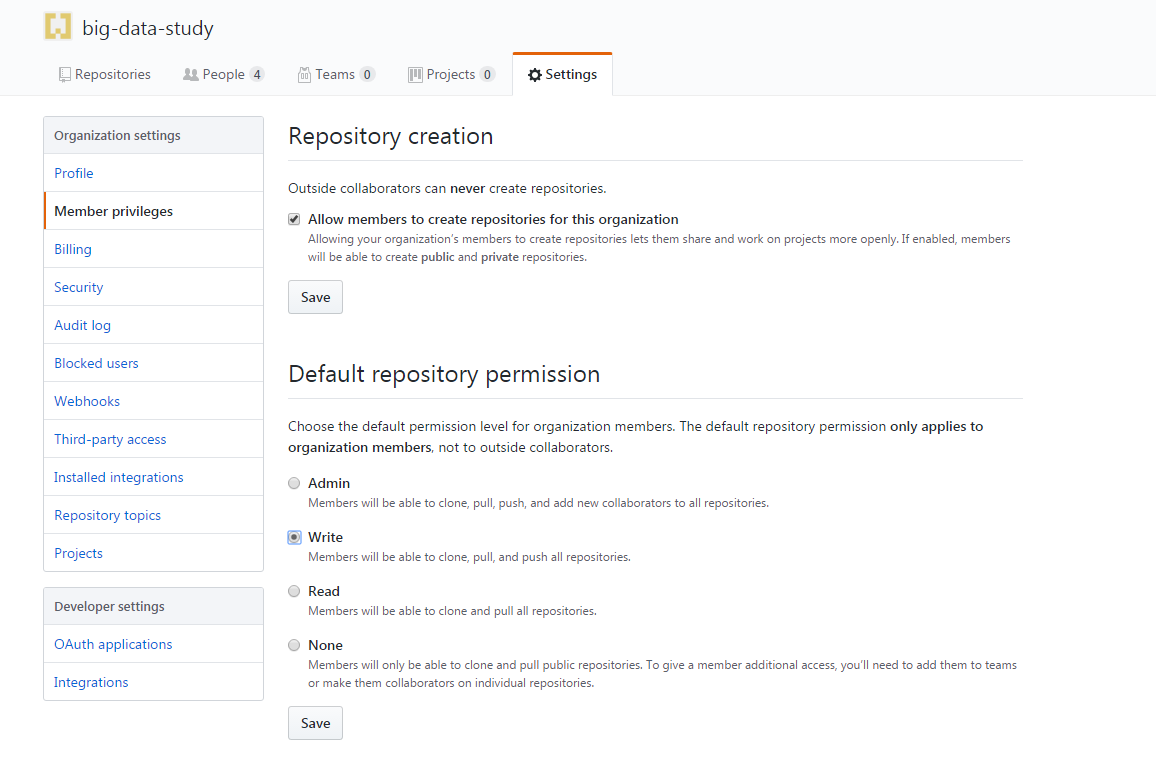 big-data-study
Repositories People 4 Teams 0 Projects 0 Settings
Organization settings
Profile
Member privileges
Billing
Security
Audit log
Blocked users
Webhooks
Third-party access
Installed integrations
Repository topics
Projects
Developer settings
OAuth applications
Integrations
Repository creation
Outside collaborators can never create repositories.
Allow members to create repositories for this organization
Allowing your organization's members to create repositories lets them share and work on projects more openly. If enabled, members
will be able to create public and private repositories.
Save
Default repository permission
Choose the default permission level for organization members. The default repository permission only applies to
organization members, not to outside collaborators.
Admin
Members will be able to clone, pull, push, and add new collaborators to all repositories.
Write
Members will be able to clone, pull, and push all repositories.
Read
Members will be able to clone and pull all repositories.
None
Members will only be able to clone and pull public repositories. To give a member additional access, you'll need to add them to teams
or make them collaborators on individual repositories.
Save